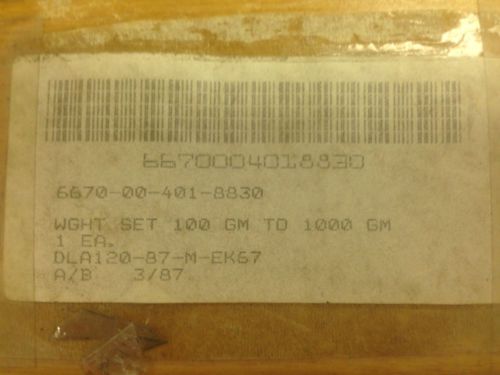 6670004018830
6670-00-401-8830
WGHT SET 100 GM TO 1000 GM
1 EA.
DLA120-87-M-EK67
A/B 3/87